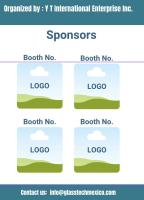 Organized by : Y T International Enterprise Inc.
Sponsors
Booth No. Booth No.
LOGO LOGO
Booth No. Booth No.
LOGO LOGO
Contact us: info@glasstechmexico.com